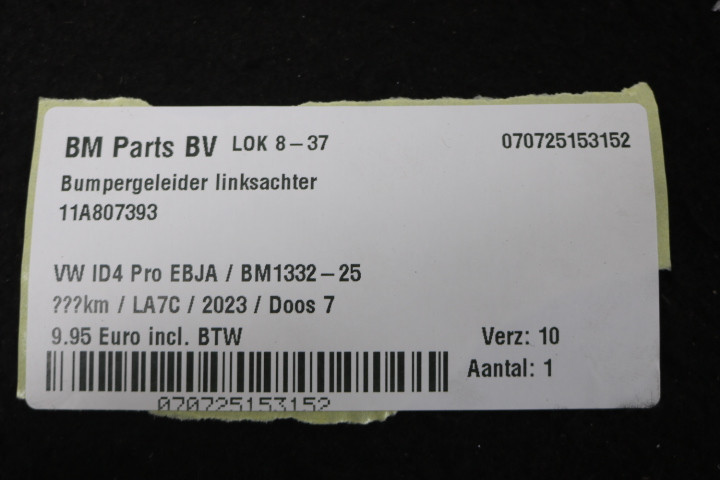 BM Parts BV LOK 8-37 070725153152
Bumpergeleider linksachter
11A807393
VW ID4 Pro EBJA / BM1332-25
???km / LA7C / 2023 / Doos 7
9.95 Euro incl. BTW Verz: 10
Aantal: 1
070725153152